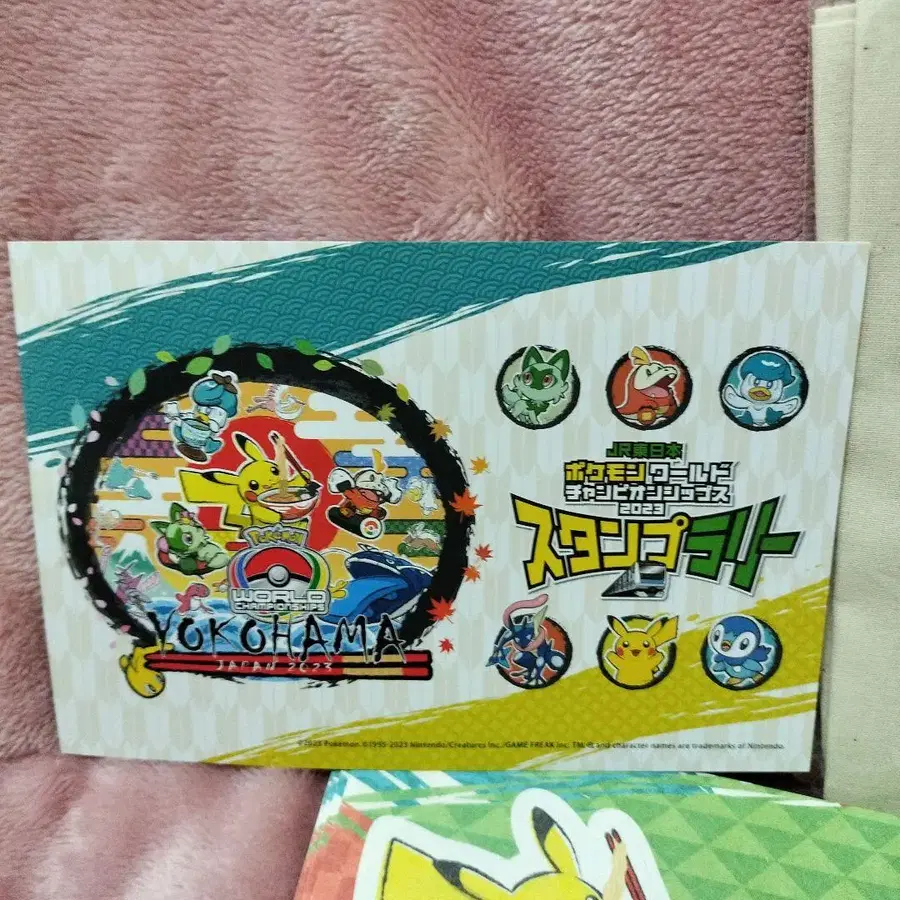 Pokémon
WORLD
CHAMPIONSHIPS
YOKOHAMA
JAPAN 2023
JR東日本
ポケモンワールド
チャンピオンシップス
2023
スタンプラリー
©2023 Pokémon. ©1995-2023 Nintendo/Creatures Inc./GAME FREAK inc. TM, ®, and character names are trademarks of Nintendo.